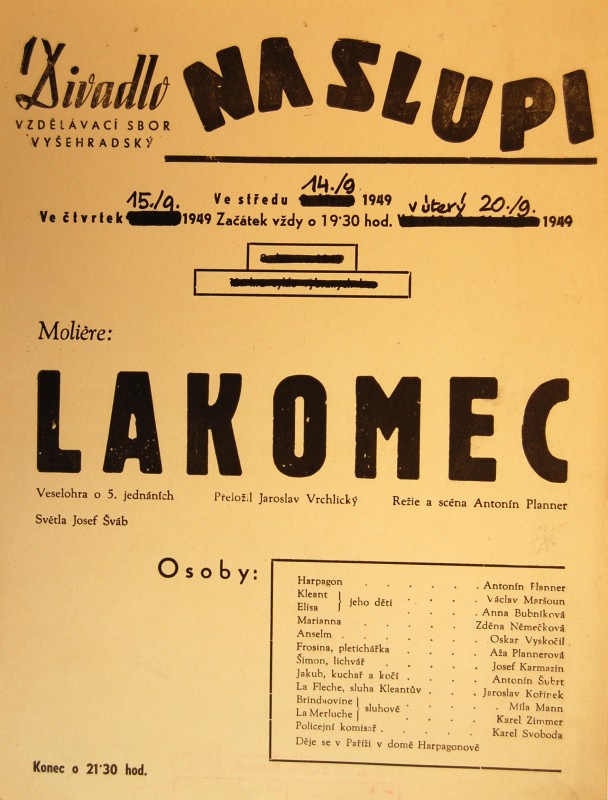 Divadlo
NA SLUPI
VZDĚLÁVACÍ SBOR
VYŠEHRADSKÝ
Ve středu 14./9 1949
Ve čtvrtek 15./9. 1949 Začátek vždy o 19˙30 hod. v úterý 20./9. 1949
Molière:
LAKOMEC
Veselohra o 5. jednáních Přeložil Jaroslav Vrchlický Režie a scéna Antonín Planner
Světla Josef Šváb
Osoby:
Harpagon . . . . . Antonín Planner
Kleant } jeho děti . . . . Václav Maršoun
Elisa } Anna Bubníková
Marianna . . . . . Zděna Němečková
Anselm . . . . . Oskar Vyskočil
Frosina, pletichářka . . . . Aža Plannerová
Šimon, lichvář . . . . Josef Karmazin
Jakub, kuchař a kočí . . . . Antonín Šubrt
La Fleche, sluha Kleantův . . . Jaroslav Kořínek
Brindavoine | sluhové . . . . Míla Mann
La Merluche | . . . . Karel Zimmer
Policejní komisař . . . . Karel Svoboda
Děje se v Paříži v domě Harpagonově
Konec o 21˙30 hod.